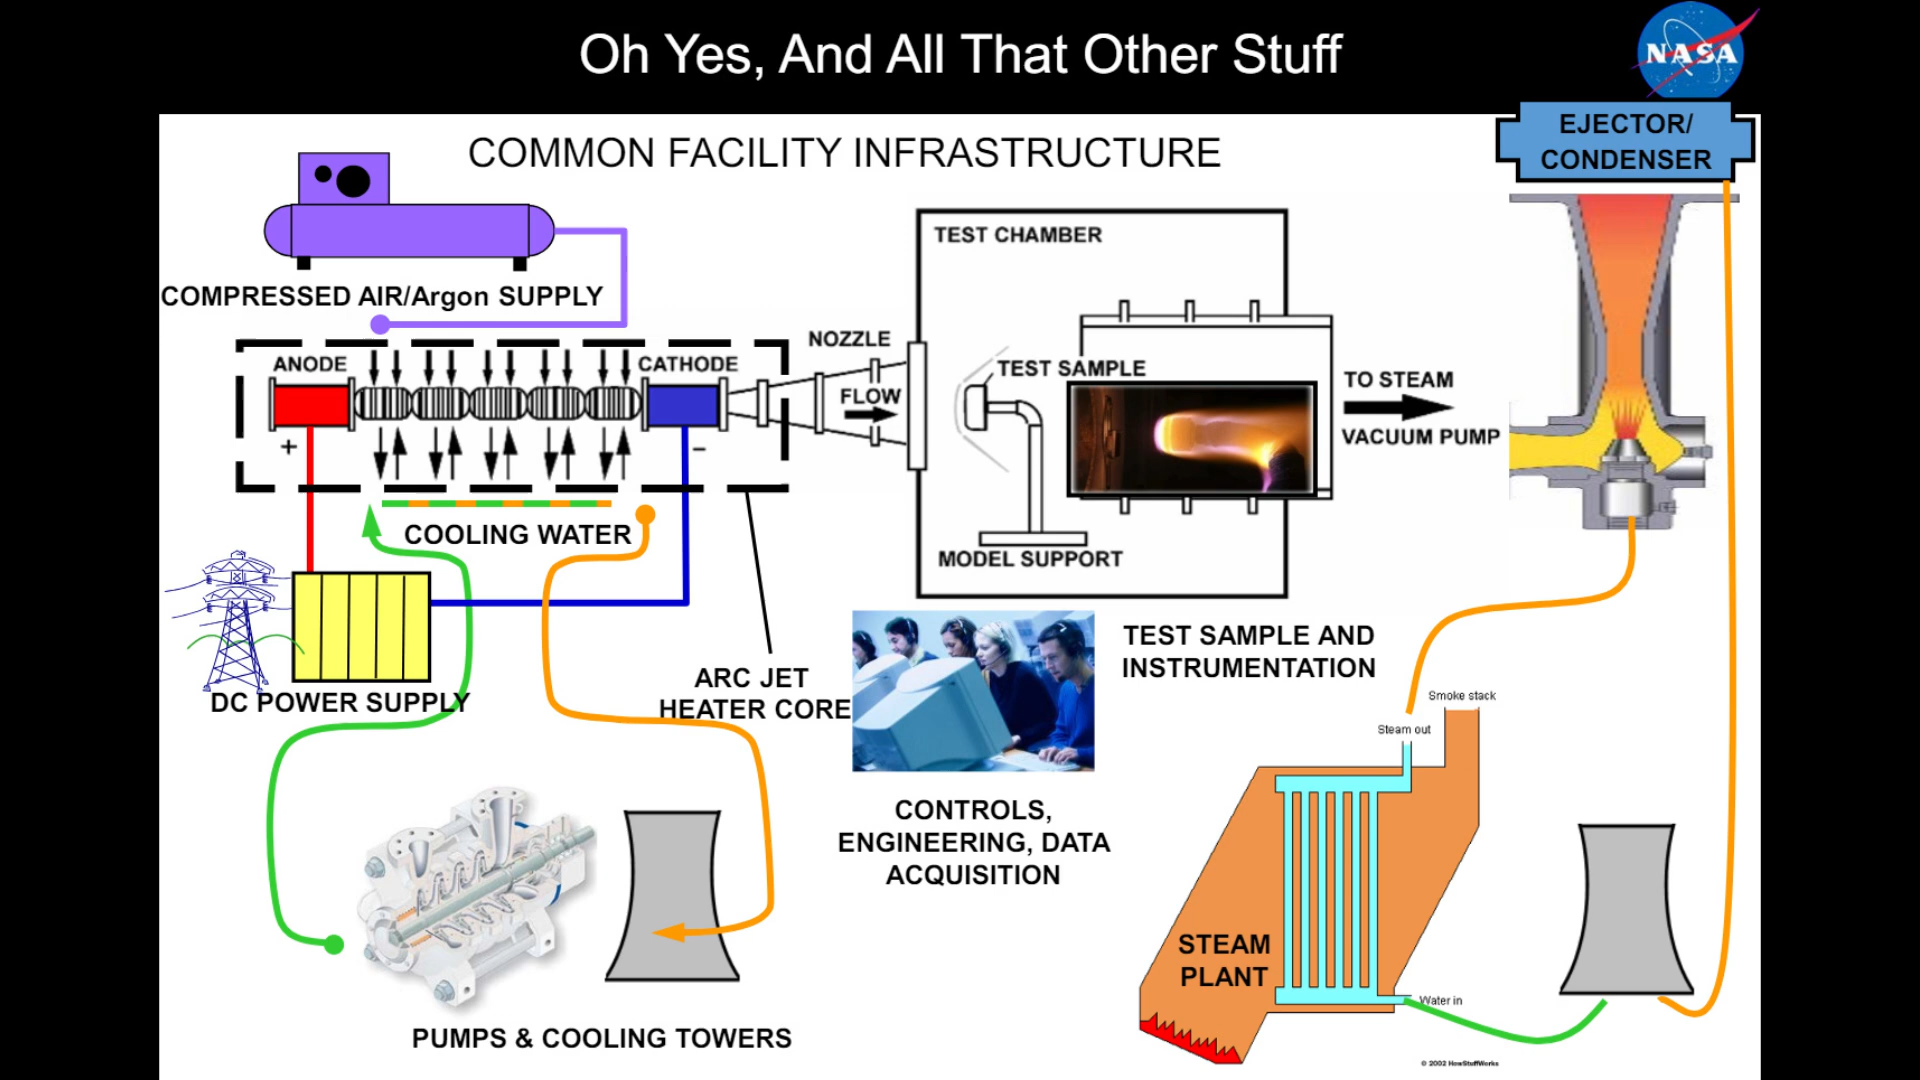 Oh Yes, And All That Other Stuff
NASA
COMMON FACILITY INFRASTRUCTURE
EJECTOR/
CONDENSER
TEST CHAMBER
COMPRESSED AIR/Argon SUPPLY
ANODE
CATHODE
NOZZLE
FLOW
TEST SAMPLE
TO STEAM
VACUUM PUMP
+
−
COOLING WATER
MODEL SUPPORT
DC POWER SUPPLY
ARC JET
HEATER CORE
TEST SAMPLE AND
INSTRUMENTATION
Smoke stack
Steam out
CONTROLS,
ENGINEERING, DATA
ACQUISITION
STEAM
PLANT
Water in
PUMPS & COOLING TOWERS
© 2002 HowStuffWorks